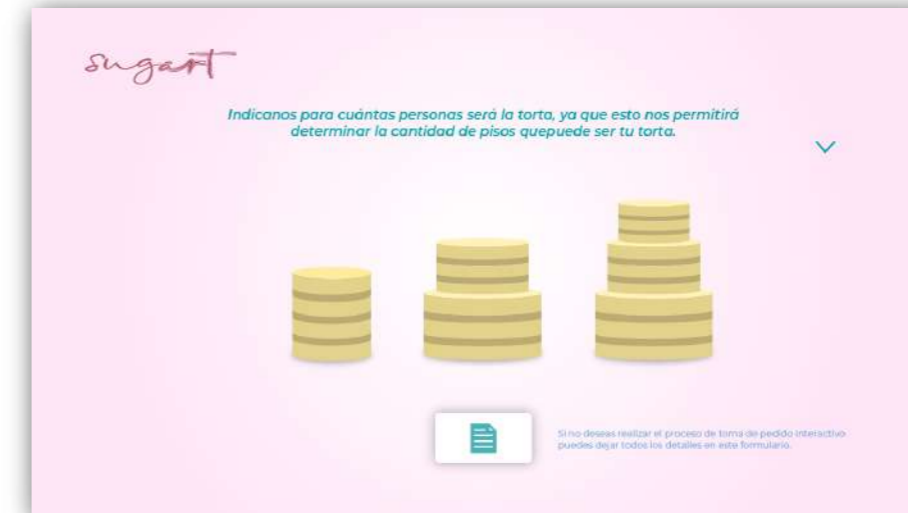 sugart
Indicanos para cuántas personas será la torta, ya que esto nos permitirá
determinar la cantidad de pisos quepuede ser tu torta.
Si no deseas realizar el proceso de toma de pedido interactivo
puedes dejar todos los detalles en este formulario.